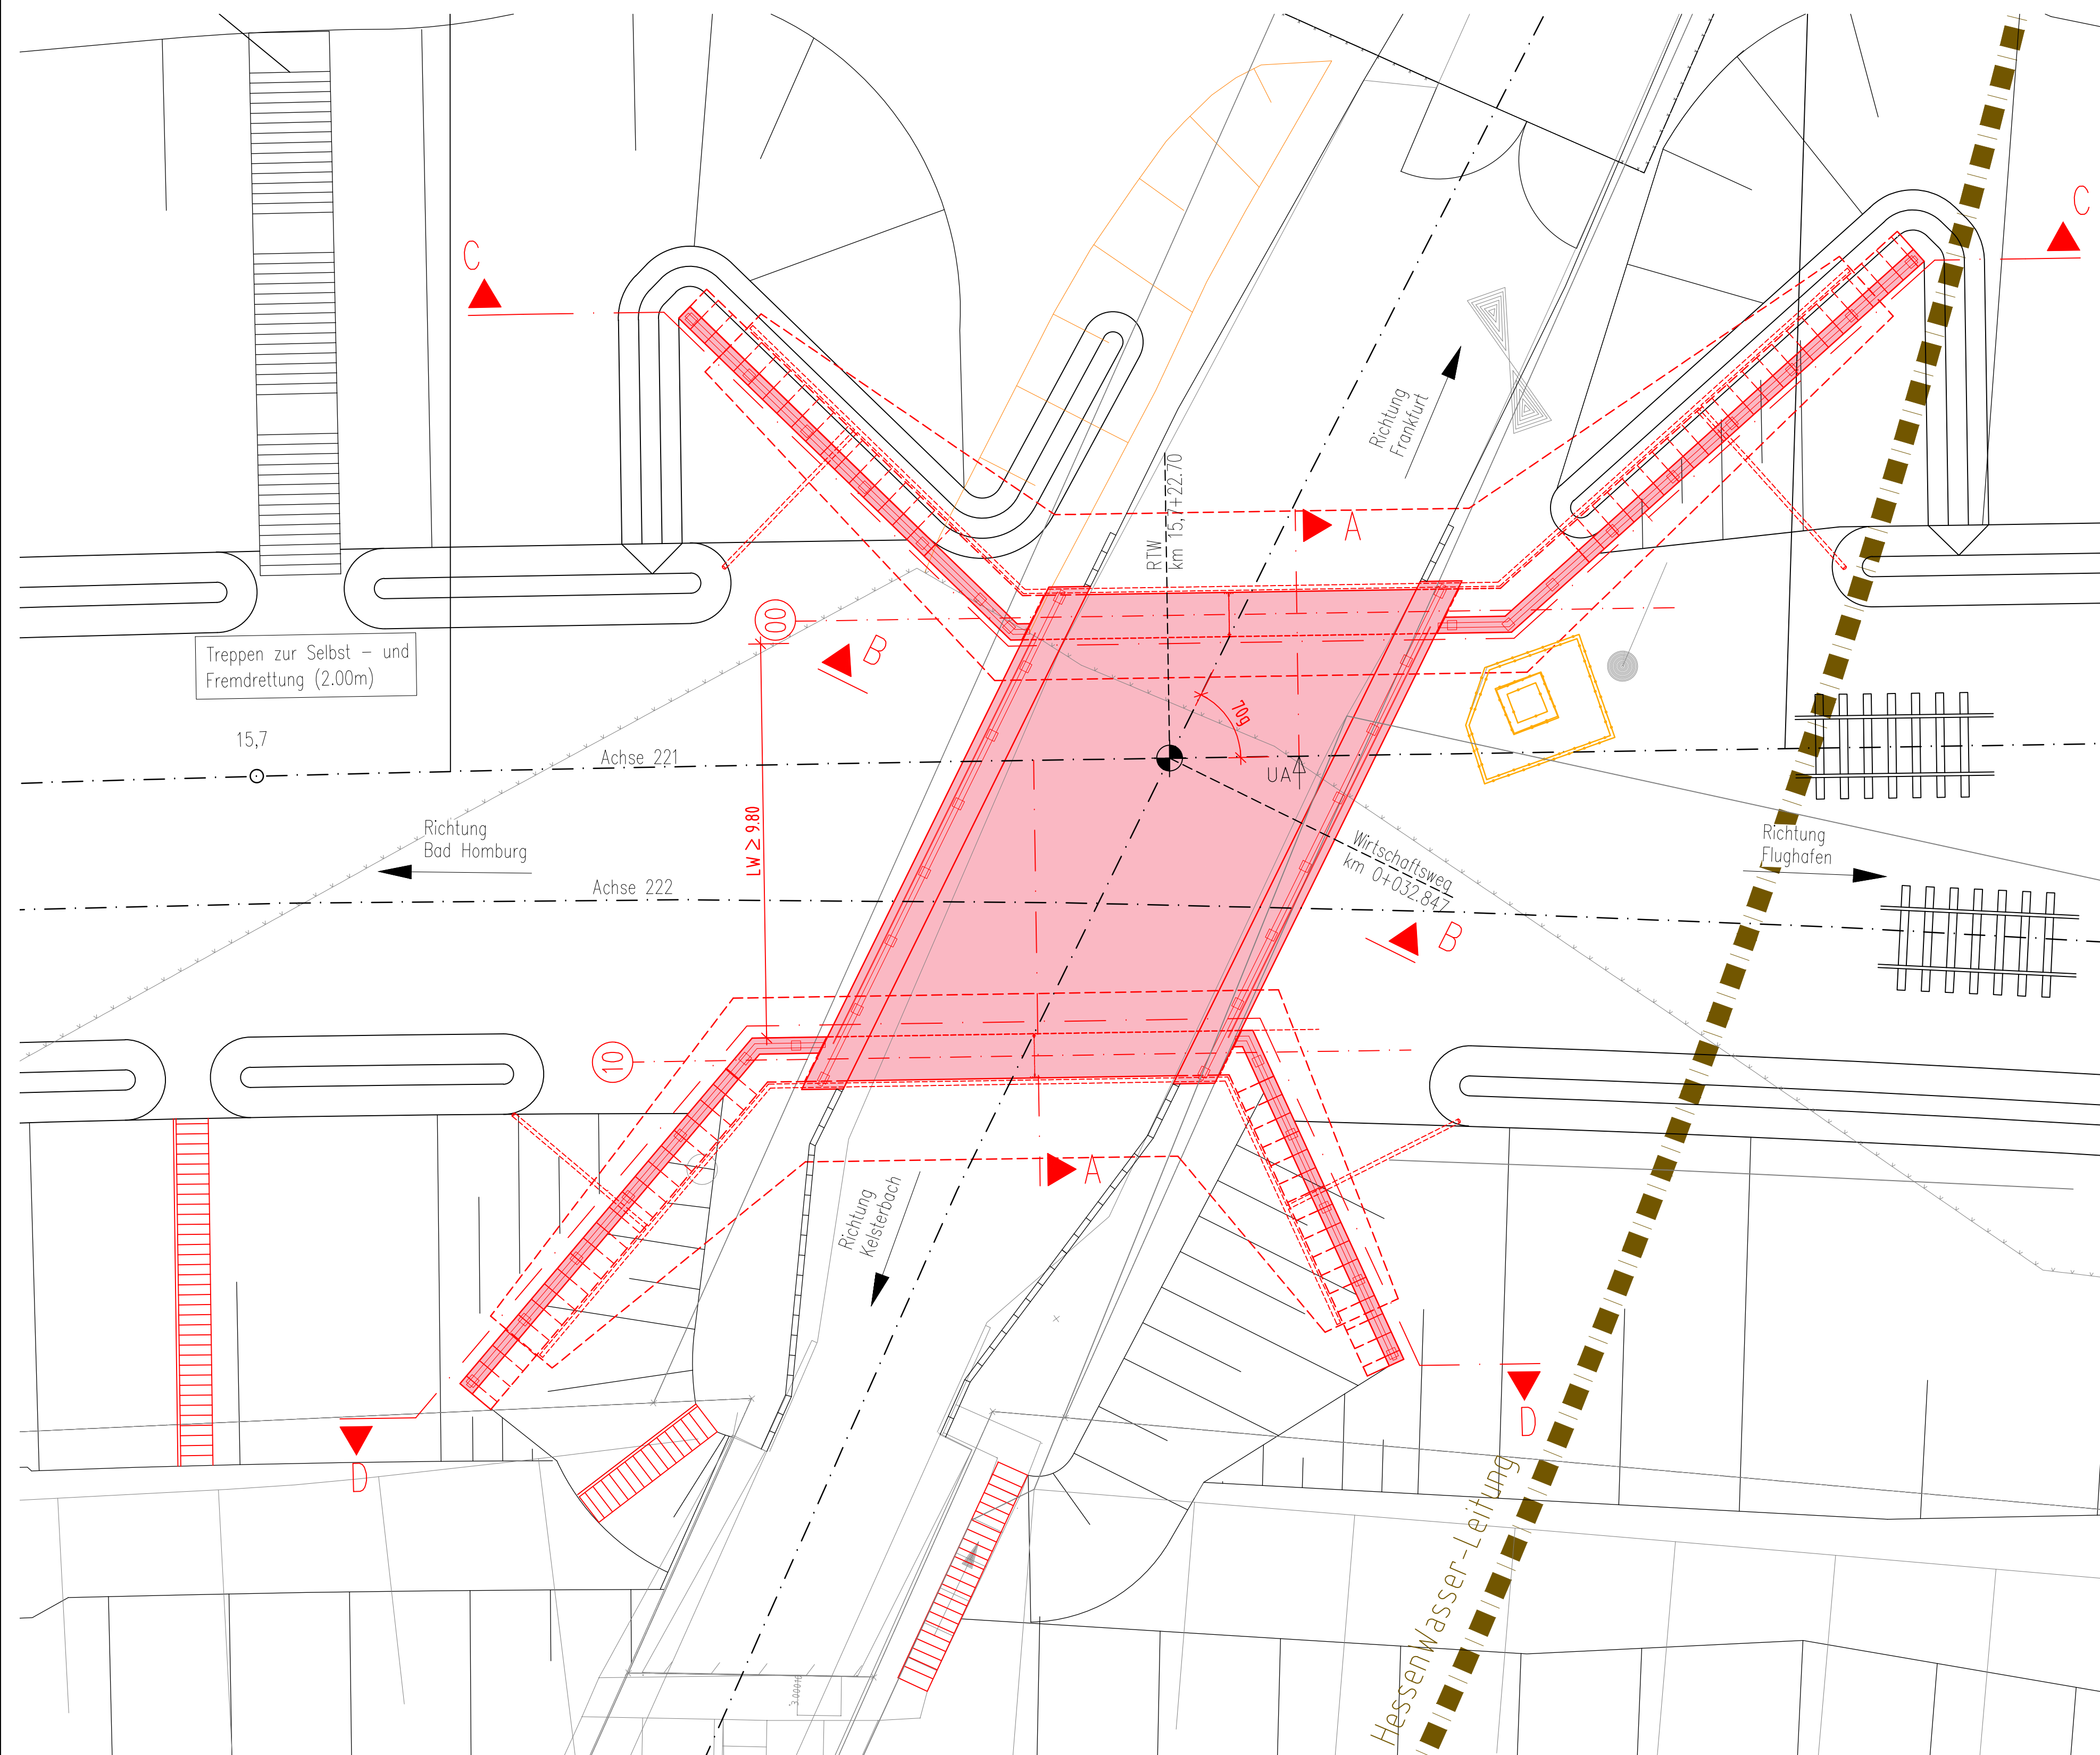 C
C
Richtung
Frankfurt
RTW
km 15,7+22.70
A
00
B
Treppen zur Selbst - und
Fremdrettung (2.00m)
70g
15,7
Achse 221
UA
LW ≥ 9.80
Richtung
Bad Homburg
Wirtschaftsweg
km 0+032.847
Richtung
Flughafen
Achse 222
B
10
A
Richtung
Kelsterbach
D
D
HessenWasser-Leitung